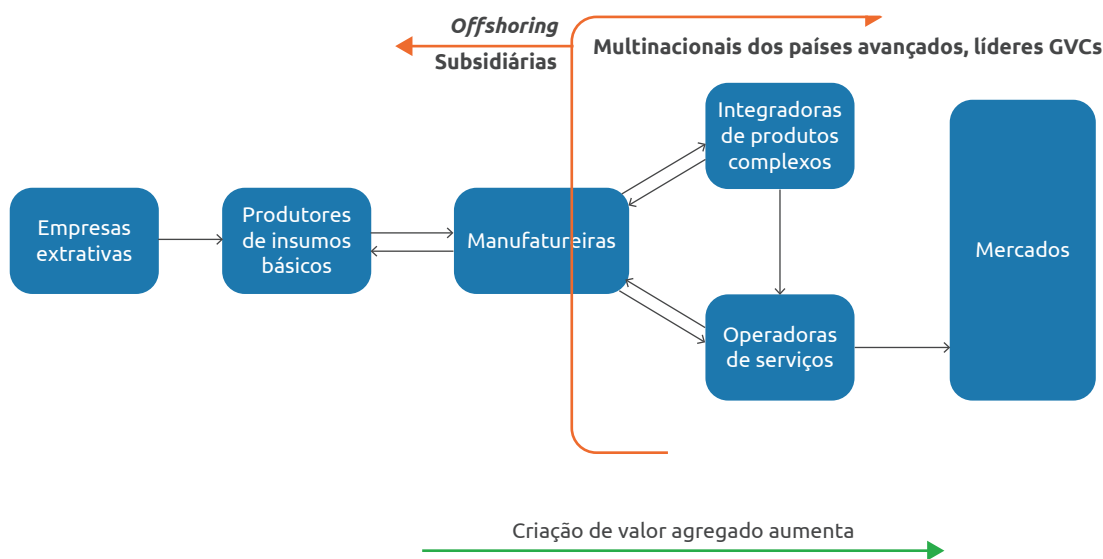 Offshoring
Subsidiárias
Multinacionais dos países avançados, líderes GVCs
Empresas
extrativas
Produtores
de insumos
básicos
Manufatureiras
Integradoras
de produtos
complexos
Operadoras
de serviços
Mercados
Criação de valor agregado aumenta